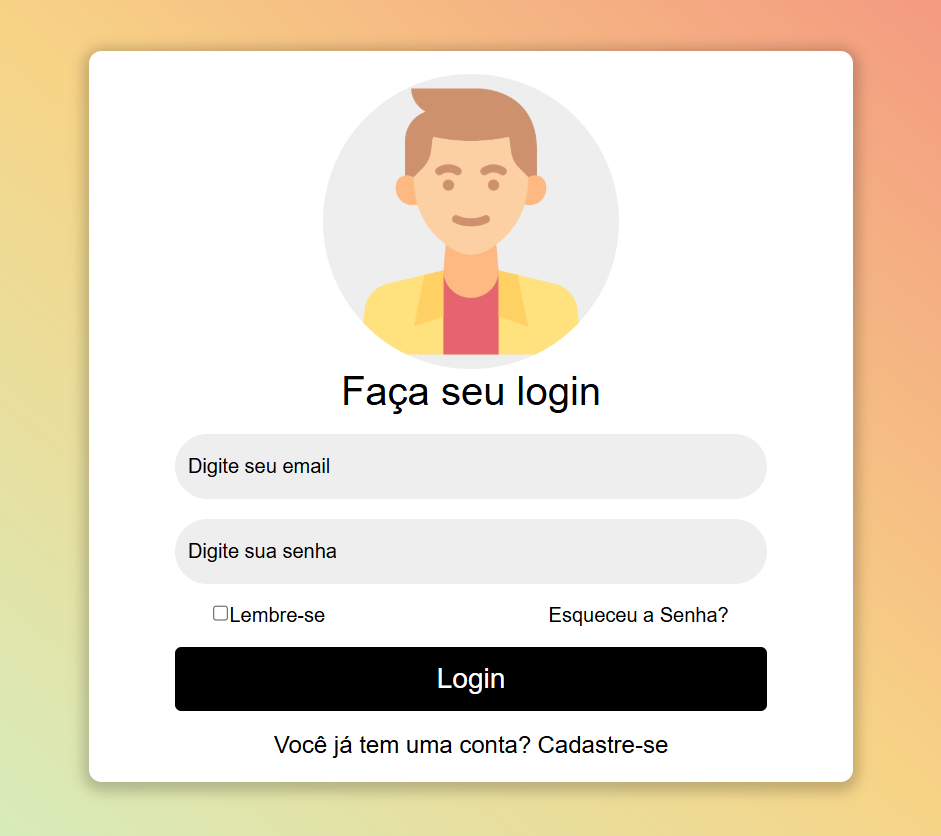 Faça seu login
Digite seu email
Digite sua senha
Lembre-se Esqueceu a Senha?
Login
Você já tem uma conta? Cadastre-se